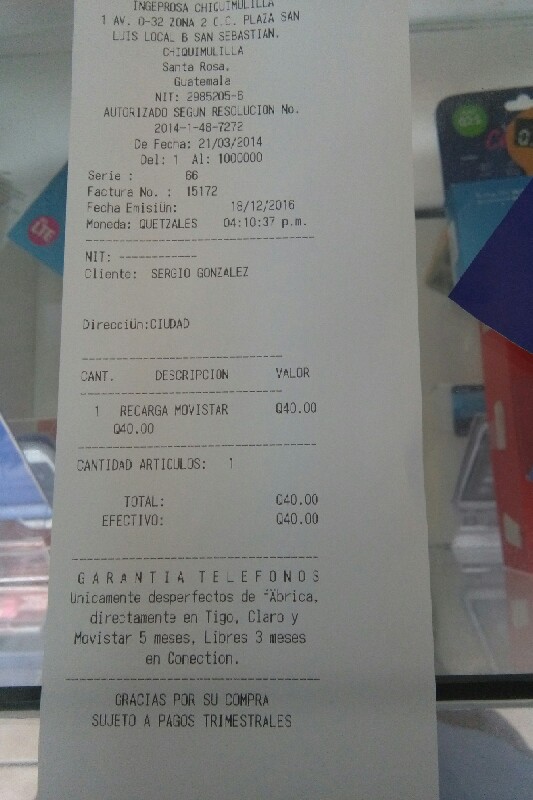 INGEPROSA CHIQUIMULILLA
1 AV. 0-32 ZONA 2 C.C. PLAZA SAN
LUIS LOCAL B SAN SEBASTIAN.
CHIQUIMULILLA
Santa Rosa.
Guatemala
NIT: 2985205-6
AUTORIZADO SEGUN RESOLUCION No.
2014-1-48-7272
De Fecha: 21/03/2014
Del: 1 Al: 1000000
Serie : 66
Factura No. : 15172
Fecha Emisiün: 18/12/2016
Moneda: QUETZALES 04:10:37 p.m.
NIT: ------------
Cliente: SERGIO GONZALEZ
Direcciün:CIUDAD
CANT. DESCRIPCION VALOR
1 RECARGA MOVISTAR Q40.00
Q40.00
CANTIDAD ARTICULOS: 1
TOTAL: Q40.00
EFECTIVO: Q40.00
GARANTIA TELEFONOS
Unicamente desperfectos de fÄbrica,
directamente en Tigo, Claro y
Movistar 5 meses, Libres 3 meses
en Conection.
GRACIAS POR SU COMPRA
SUJETO A PAGOS TRIMESTRALES
LTE